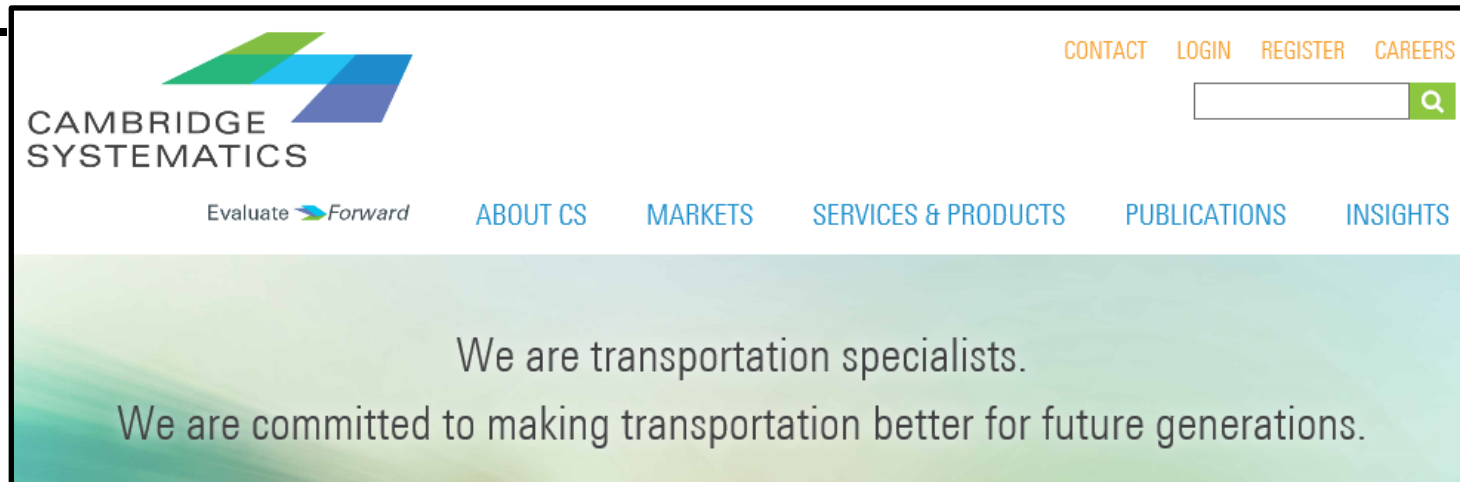 CONTACT LOGIN REGISTER CAREERS
CAMBRIDGE
SYSTEMATICS
Evaluate Forward ABOUT CS MARKETS SERVICES & PRODUCTS PUBLICATIONS INSIGHTS
We are transportation specialists.
We are committed to making transportation better for future generations.